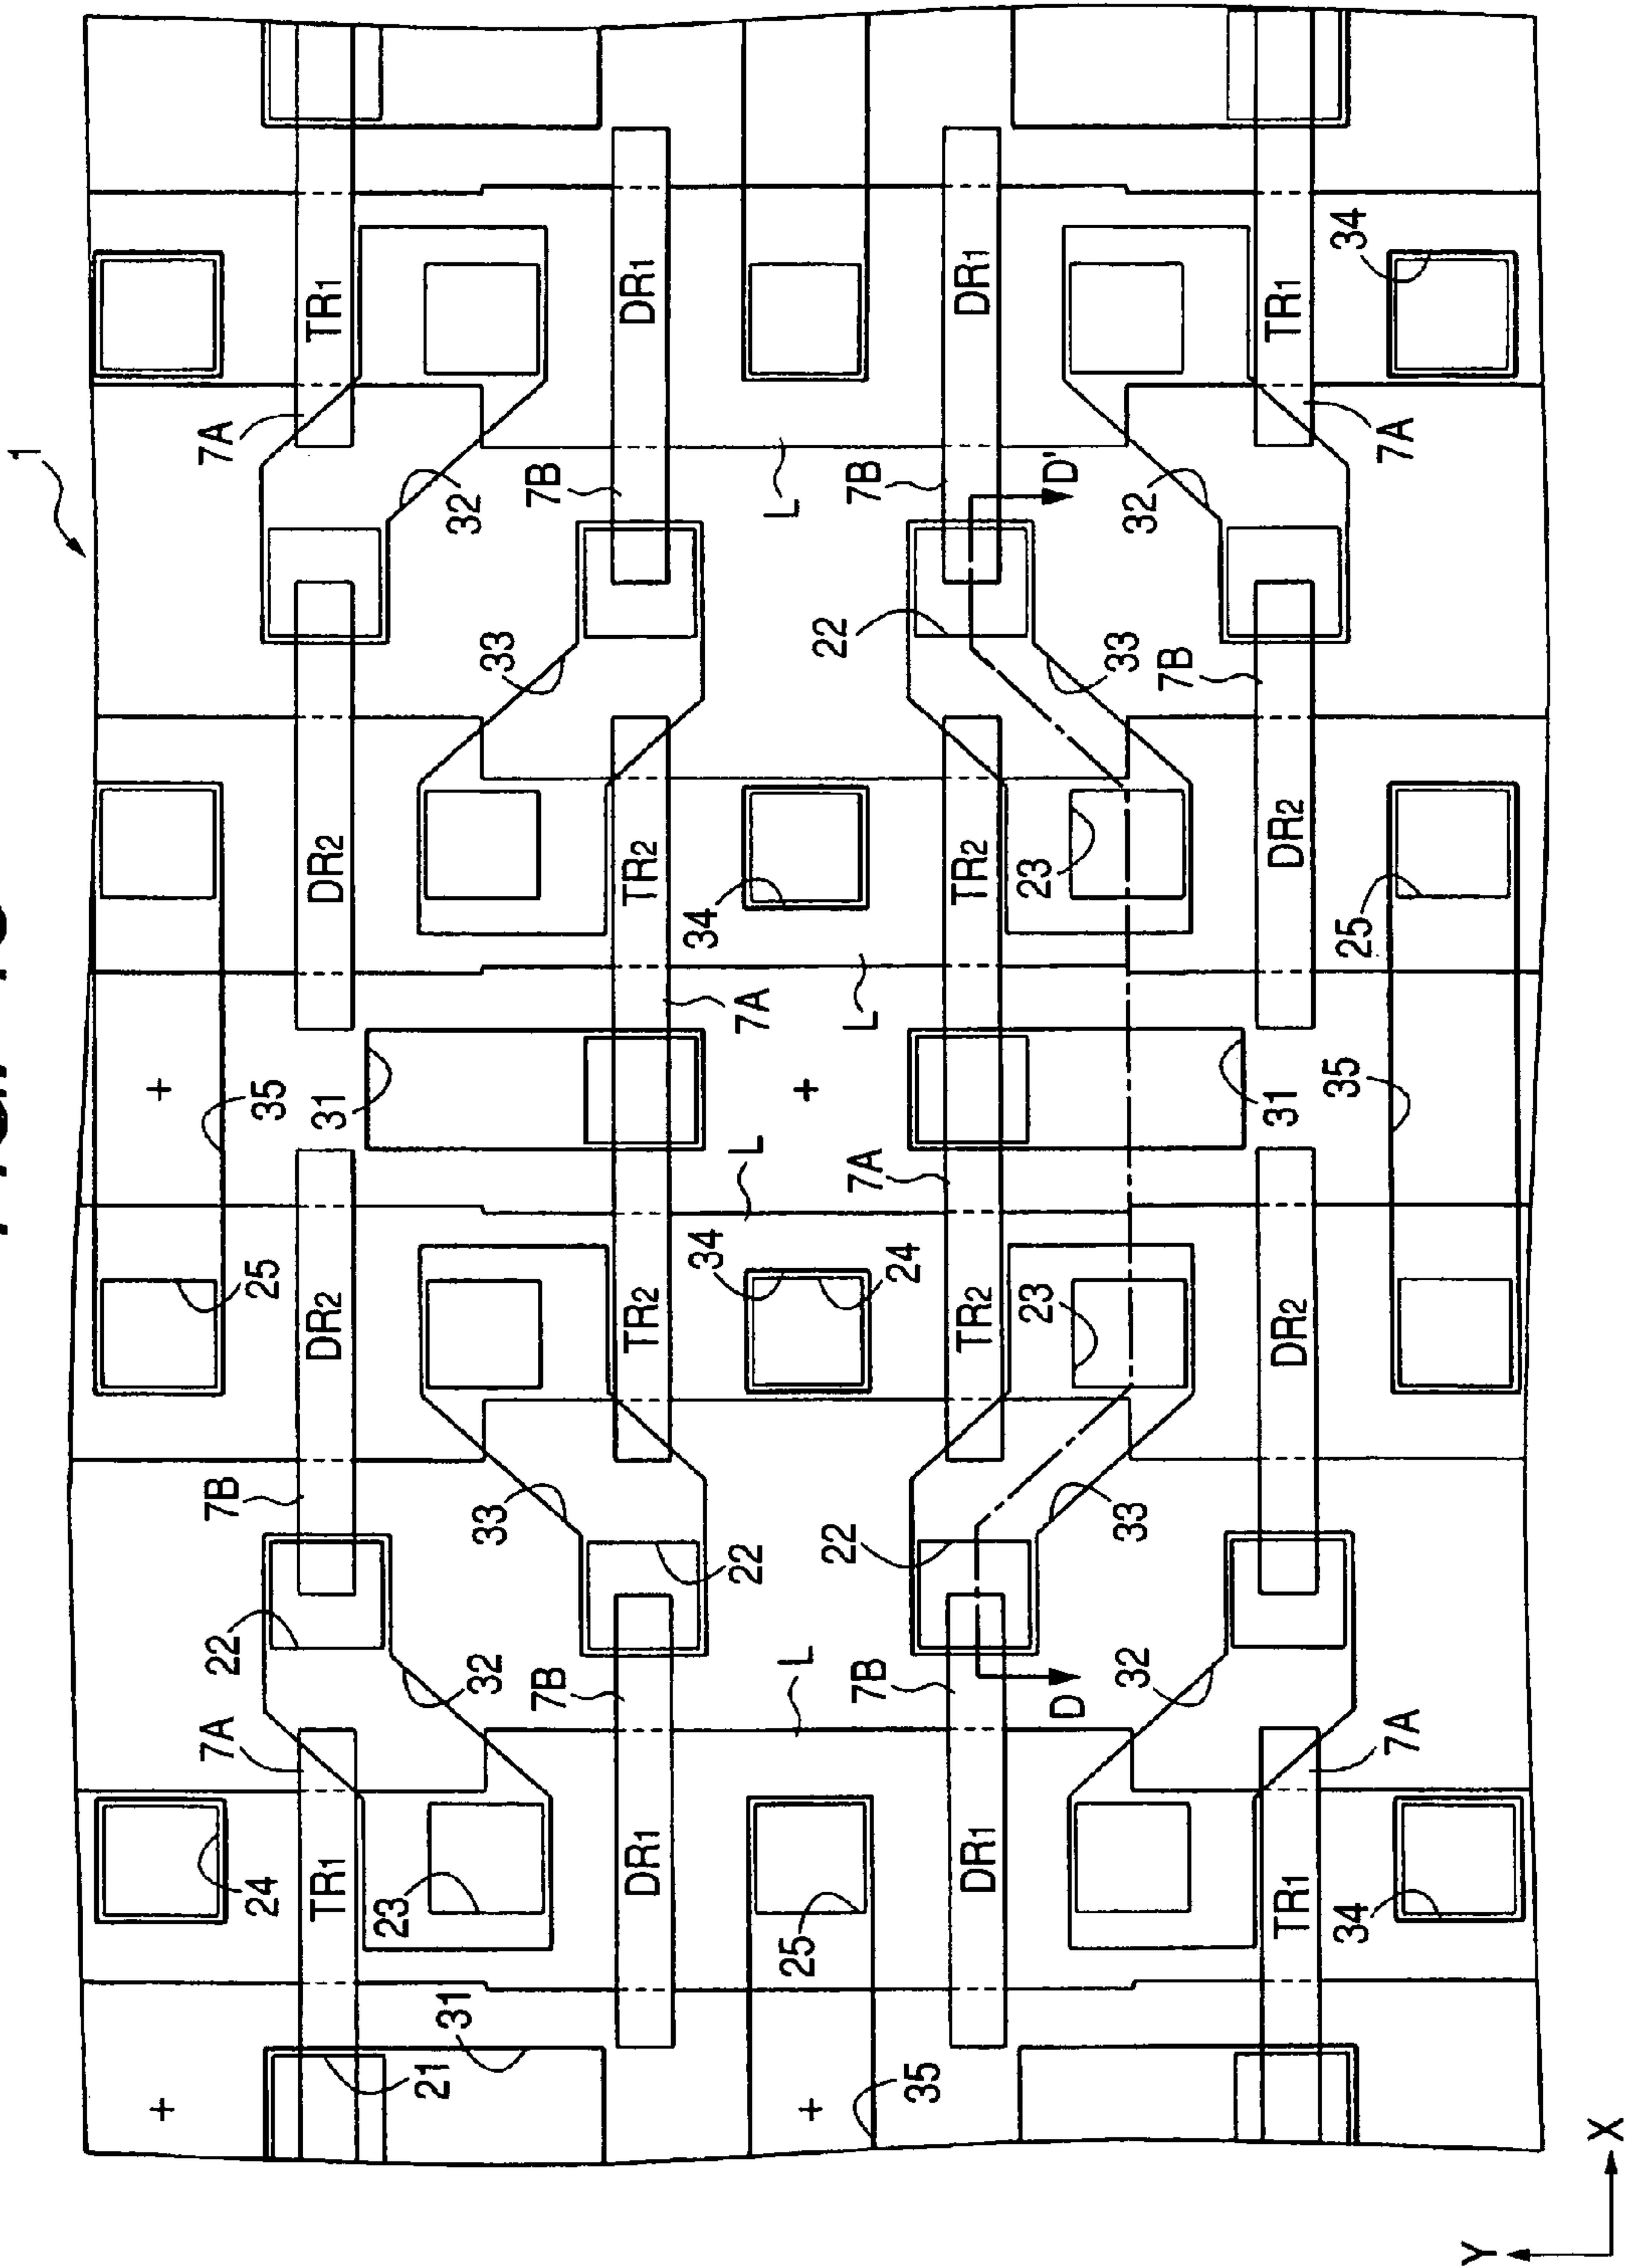 1
+ +
7A 22 7B 7A
24 25 35
TR1 DR2 31 DR2 TR1
23
21 31
32 33 33 32
7B 7B
DR1 TR2 TR2 DR1
34 34
22 L 7A
25 L L
+ +
22 22
7B 7A L 7B
35 24
DR1 TR2 TR2 DR1
23 23
D D'
32 33 33 32
7B
TR1 DR2 31 DR2 TR1
34 35 25 34
7A 7A
Y
X